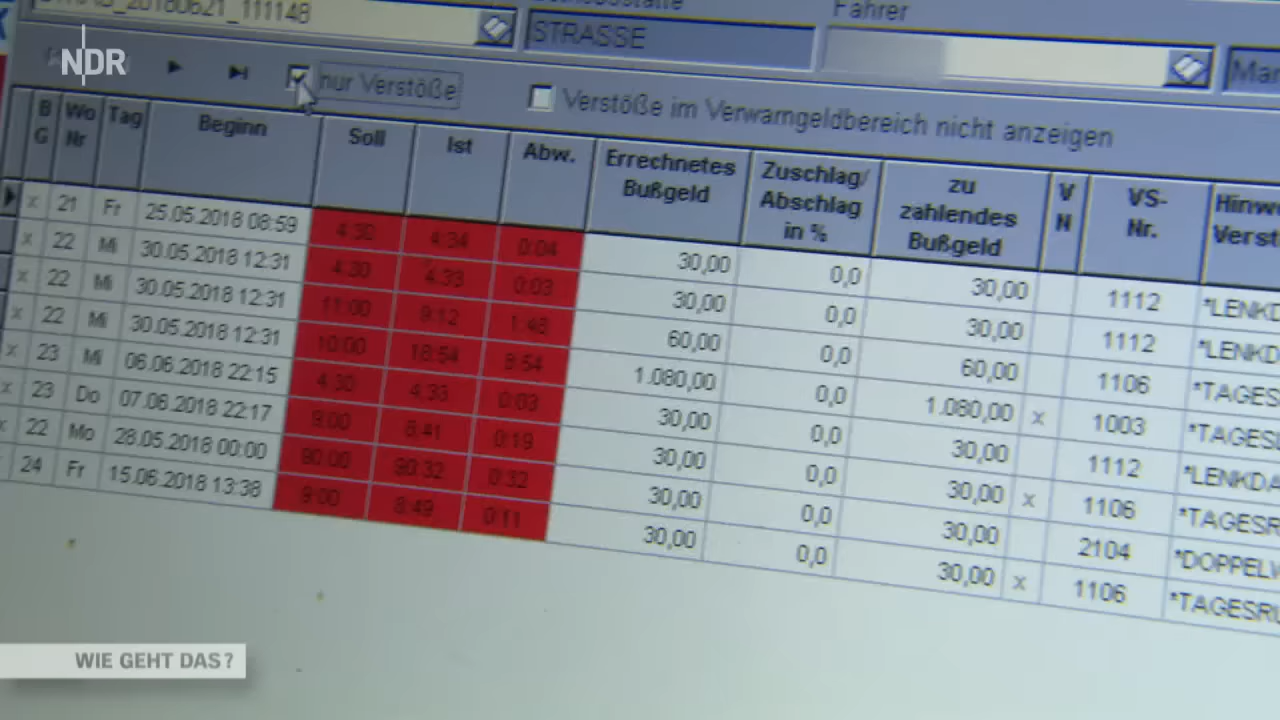 _20180621_111148
Fahrer
STRASSE
Mar
NDR
nur Verstöße
Verstöße im Verwarngeldbereich nicht anzeigen
B G Wo Nr Tag Beginn Soll Ist Abw. Errechnetes Bußgeld Zuschlag/ Abschlag in % zu zahlendes Bußgeld V N VS- Nr. Hinwe Verst
x 21 Fr 25.05.2018 08:59 4:30 4:34 0:04 30,00 0,0 30,00 1112 *LENKD
x 22 Mi 30.05.2018 12:31 4:30 4:33 0:03 30,00 0,0 30,00 1112 *LENKD
x 22 Mi 30.05.2018 12:31 11:00 9:12 1:48 60,00 0,0 60,00 1106 *TAGES
x 22 Mi 30.05.2018 12:31 10:00 18:54 8:54 1.080,00 0,0 1.080,00 x 1003 *TAGESL
x 23 Mi 06.06.2018 22:15 4:30 4:33 0:03 30,00 0,0 30,00 1112 *LENKDA
x 23 Do 07.06.2018 22:17 9:00 8:41 0:19 30,00 0,0 30,00 x 1106 *TAGESR
x 22 Mo 28.05.2018 00:00 90:00 90:32 0:32 30,00 0,0 30,00 2104 *DOPPELW
24 Fr 15.06.2018 13:38 9:00 8:49 0:11 30,00 0,0 30,00 x 1106 *TAGESRU
WIE GEHT DAS?